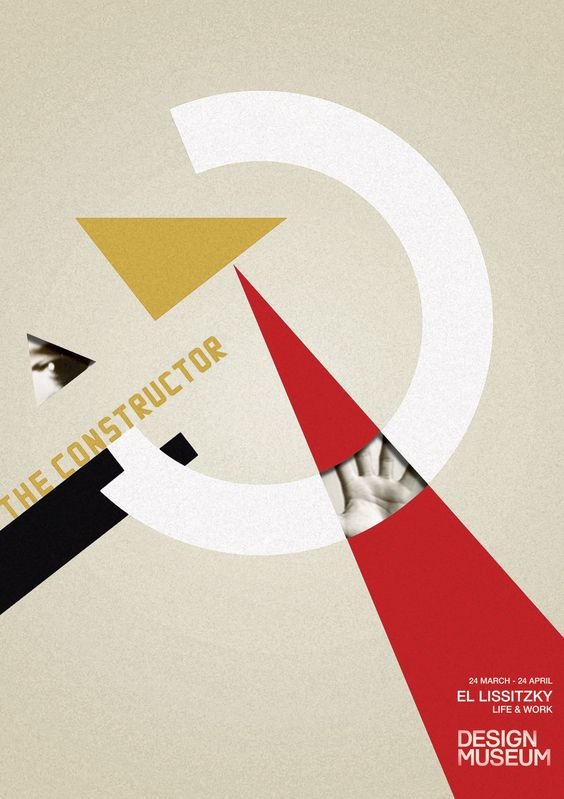 THE CONSTRUCTOR
24 MARCH - 24 APRIL
EL LISSITZKY
LIFE & WORK
DESIGN
MUSEUM